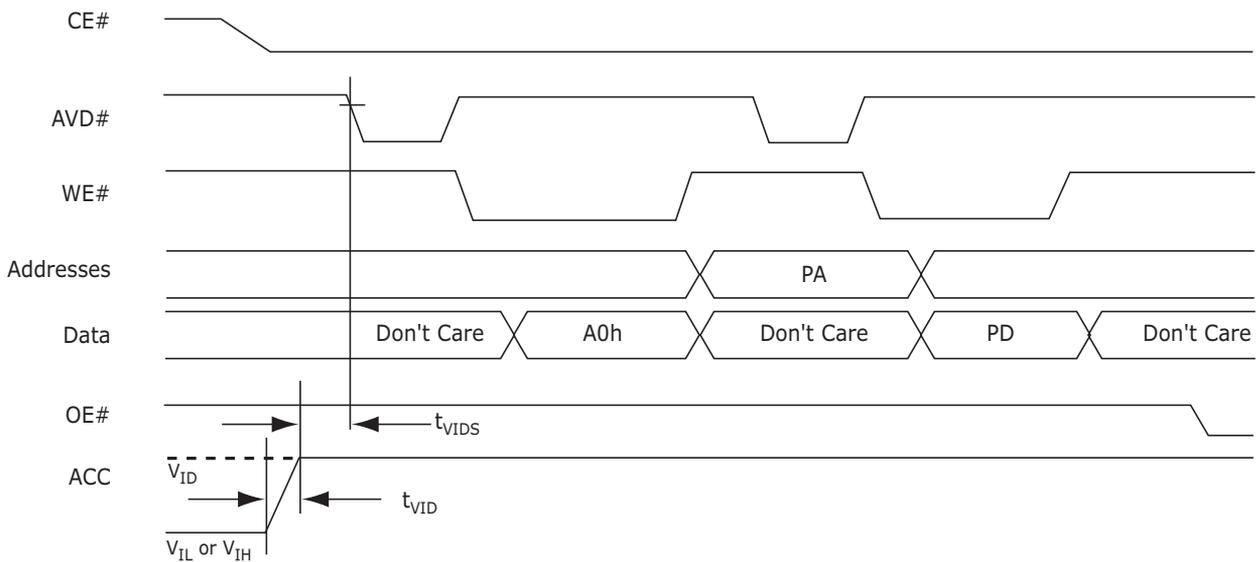 CE#
AVD#
WE#
Addresses
PA
Data
Don't Care
A0h
Don't Care
PD
Don't Care
OE#
tVIDS
ACC
VID
tVID
VIL or VIH